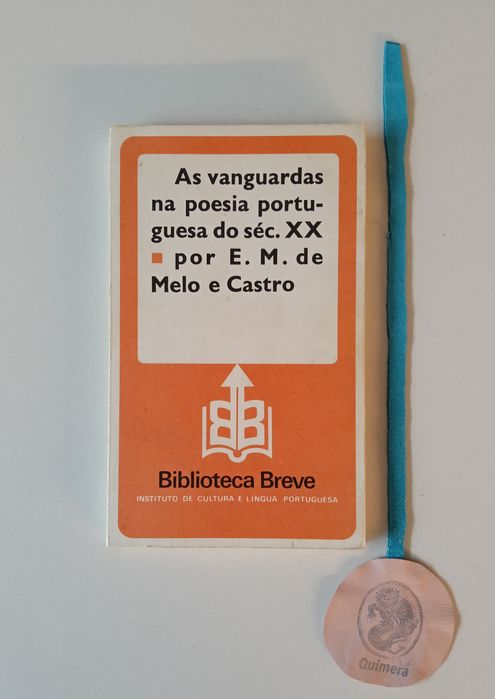 As vanguardas
na poesia portu-
guesa do séc. XX
por E. M. de
Melo e Castro
BB
Biblioteca Breve
INSTITUTO DE CULTURA E LÍNGUA PORTUGUESA
Quimera